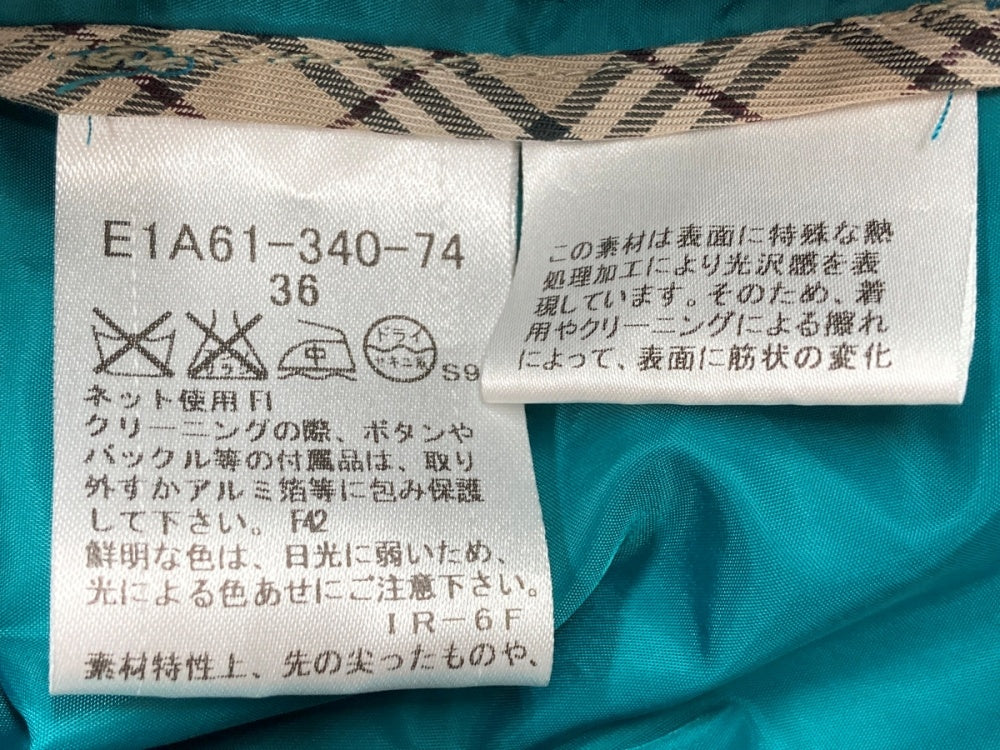 E1A61-340-74
36
中
ドライ
S9
ネット使用 F1
クリーニングの際、ボタンや
バックル等の付属品は、取り
外すかアルミ箔等に包み保護
して下さい。 F42
鮮明な色は、日光に弱いため、
光による色あせにご注意下さい。
IR-6F
素材特性上、先の尖ったものや、
この素材は表面に特殊な熱
処理加工により光沢感を表
現しています。そのため、着
用やクリーニングによる擦れ
によって、表面に筋状の変化